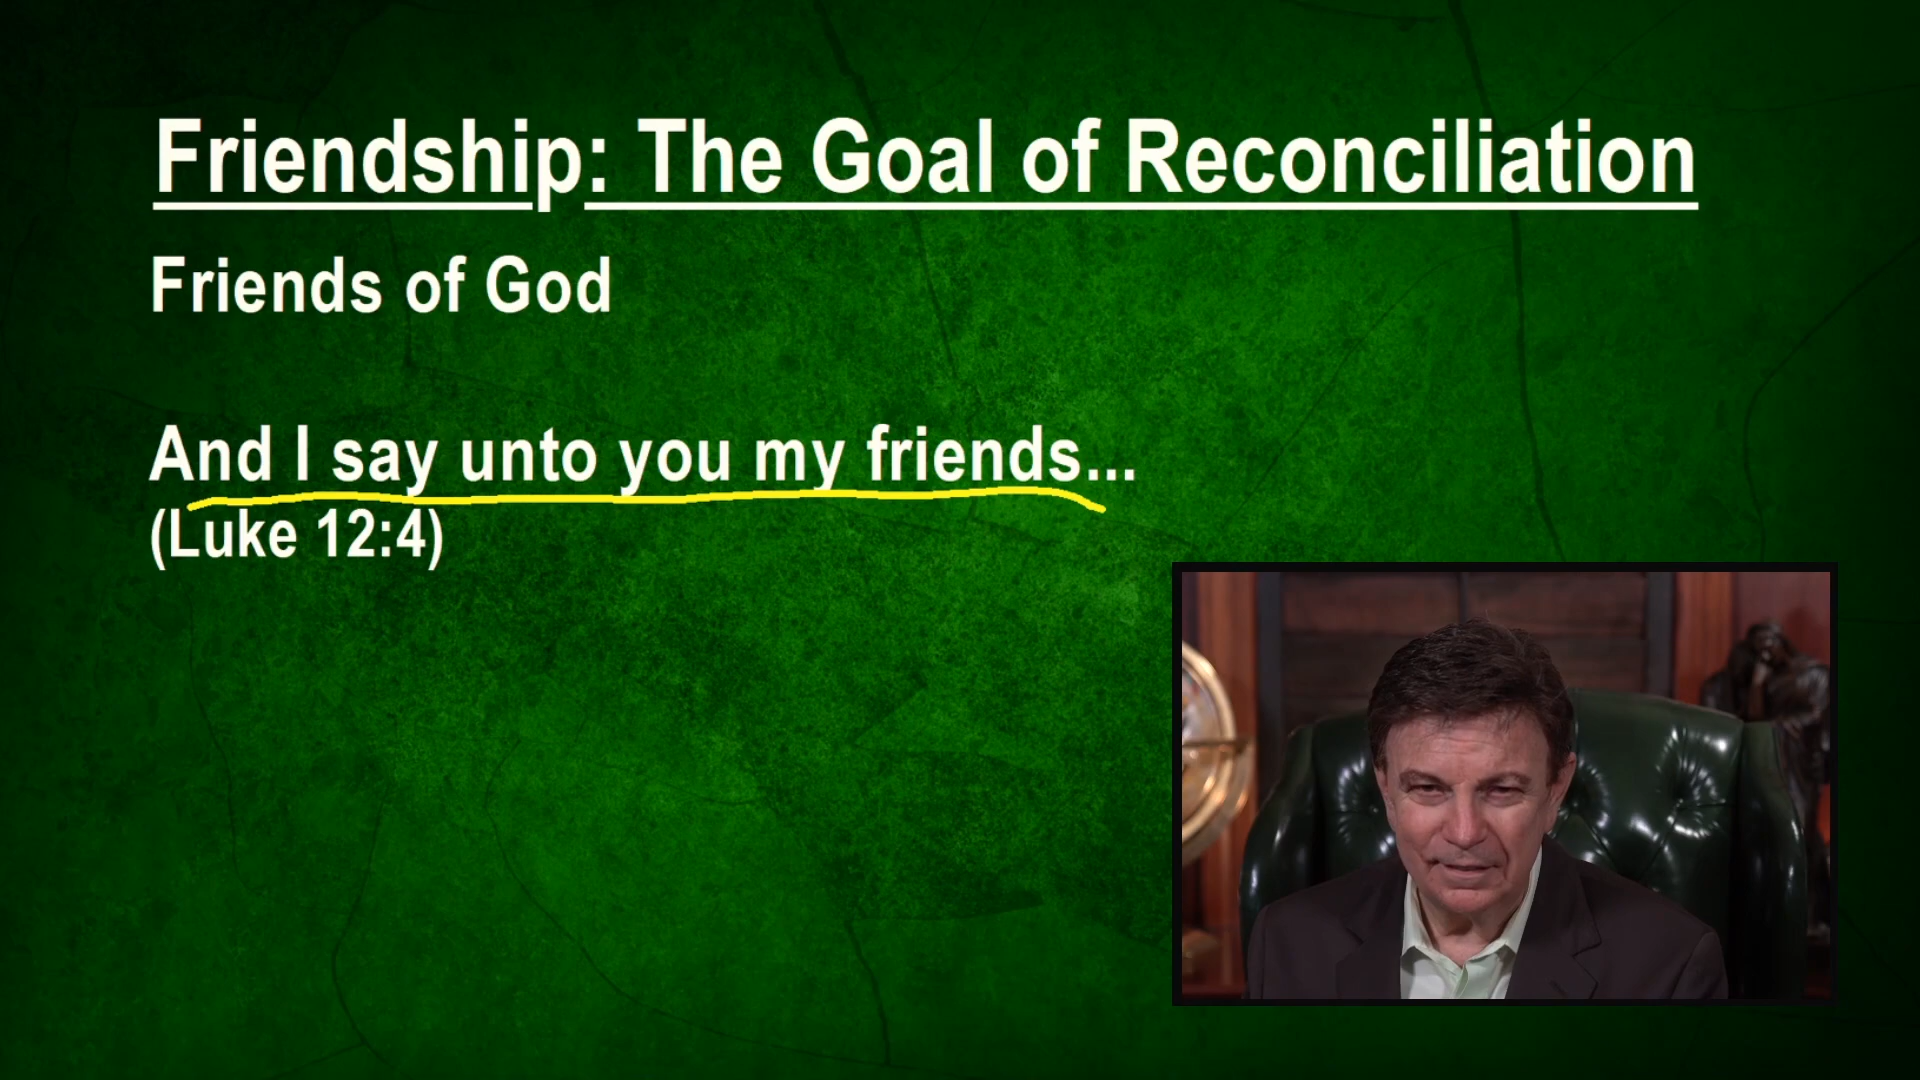 Friendship: The Goal of Reconciliation
Friends of God
And I say unto you my friends...
(Luke 12:4)